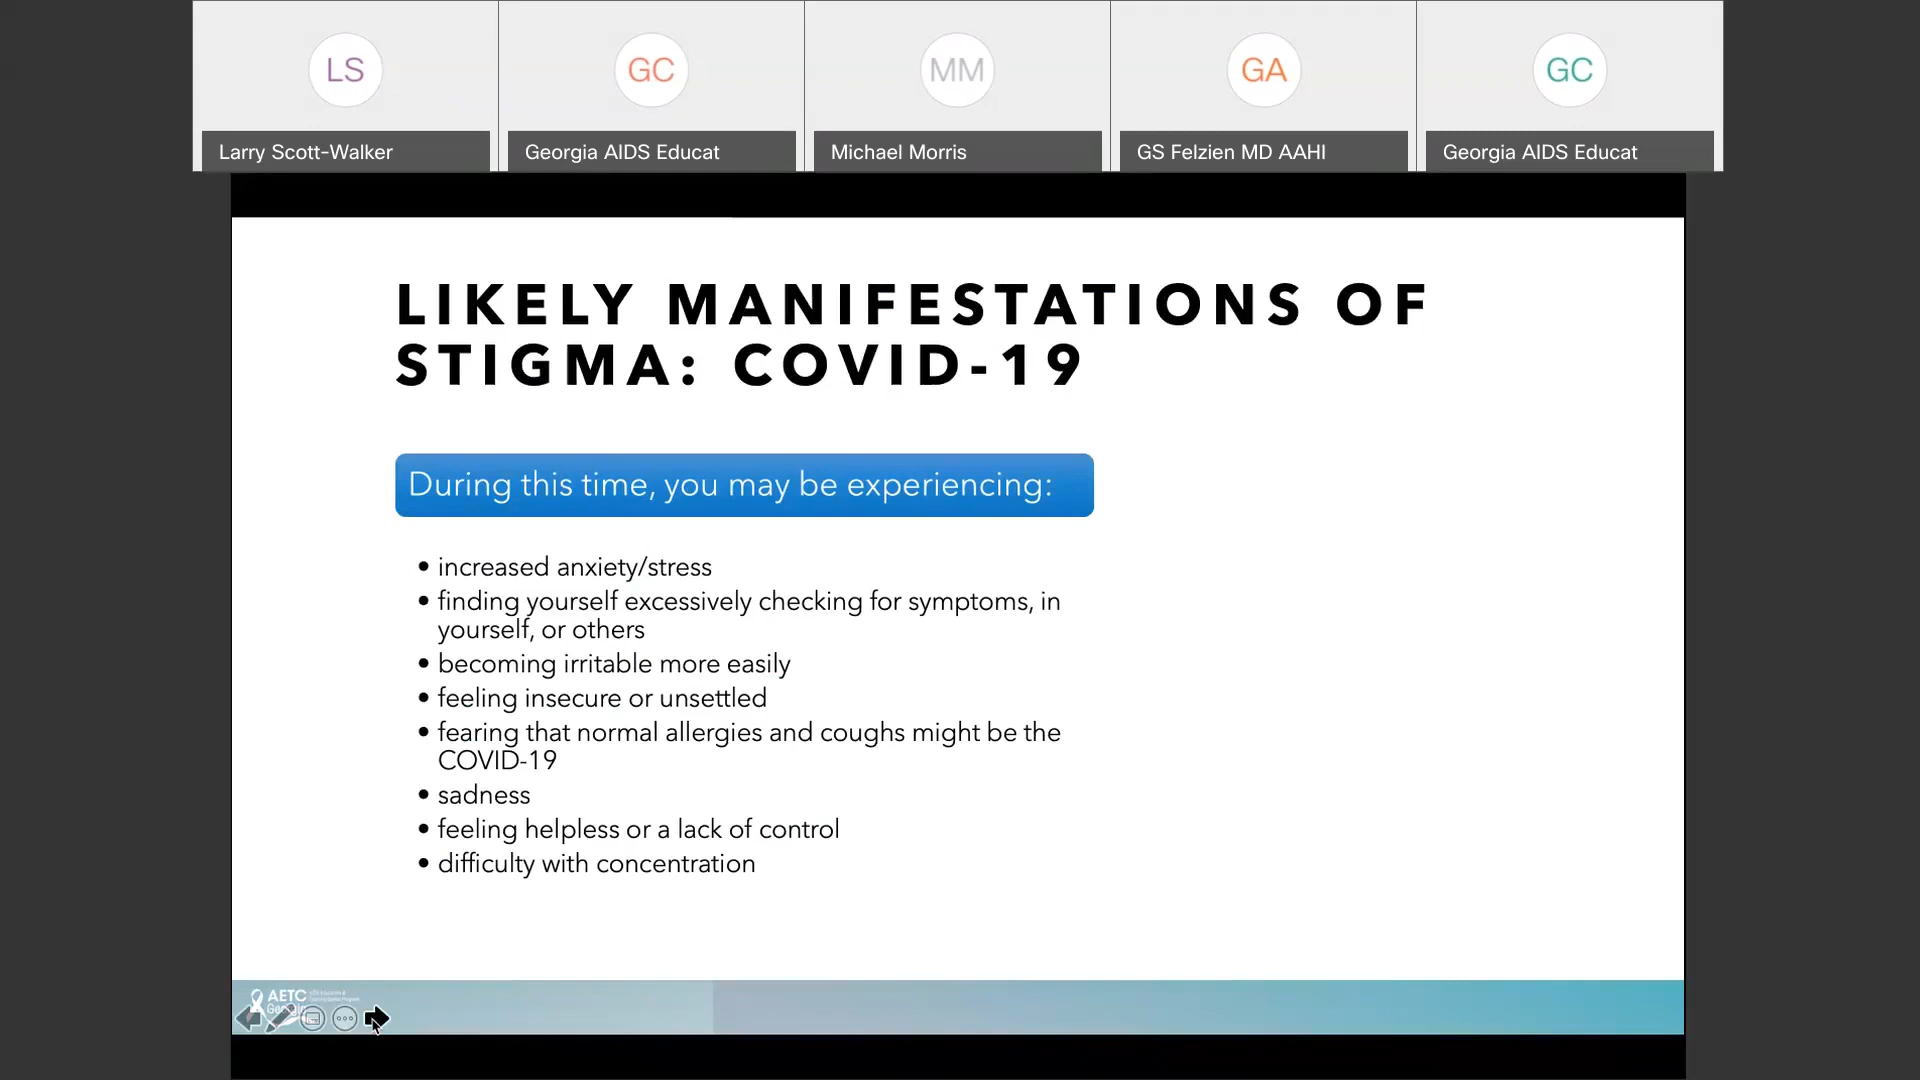 LS
GC
MM
GA
GC
Larry Scott-Walker
Georgia AIDS Educat
Michael Morris
GS Felzien MD AAHI
Georgia AIDS Educat
LIKELY MANIFESTATIONS OF
STIGMA: COVID-19
During this time, you may be experiencing:
• increased anxiety/stress
• finding yourself excessively checking for symptoms, in
yourself, or others
• becoming irritable more easily
• feeling insecure or unsettled
• fearing that normal allergies and coughs might be the
COVID-19
• sadness
• feeling helpless or a lack of control
• difficulty with concentration
AETC